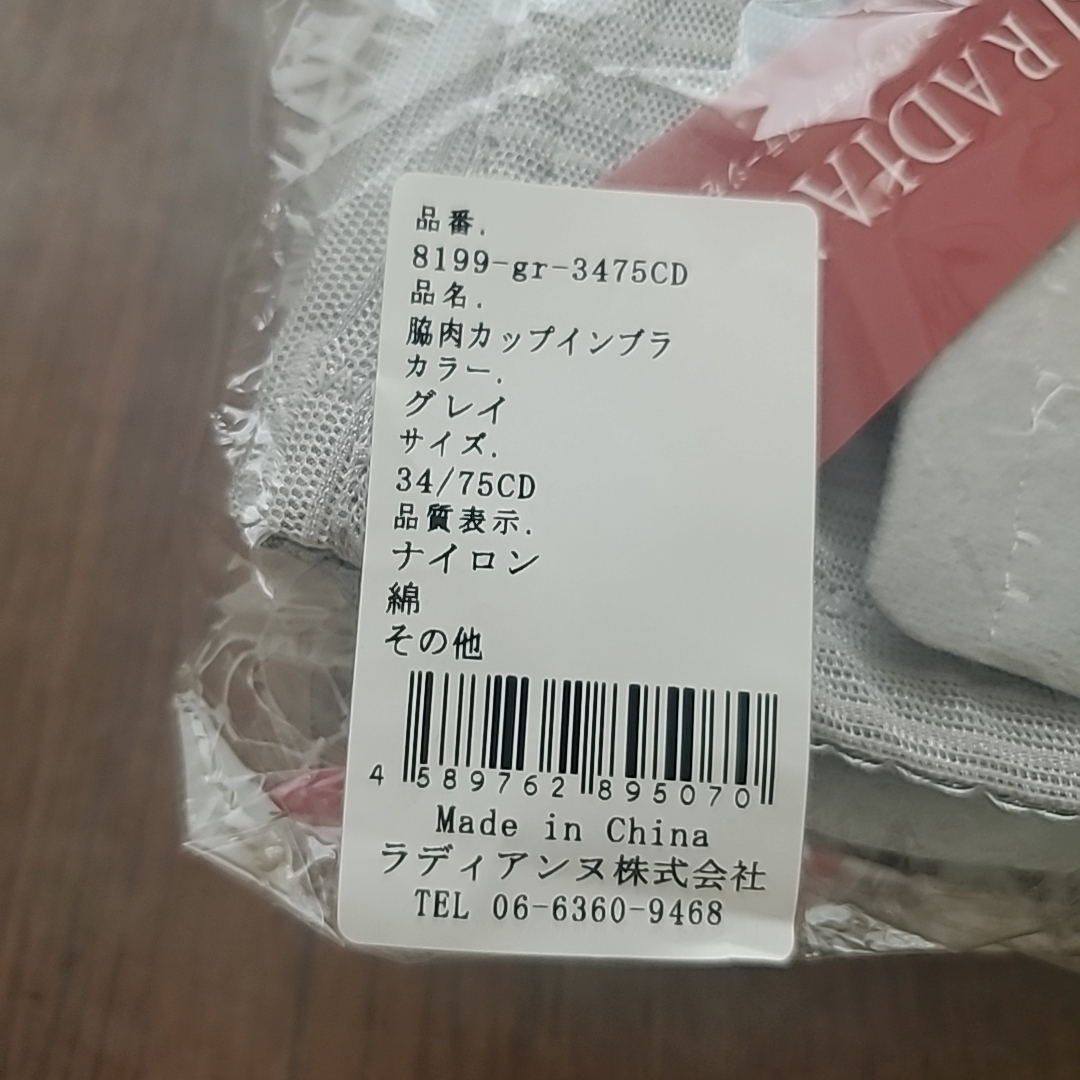 RADIA
品番.
8199-gr-3475CD
品名.
脇肉カップインブラ
カラー.
グレイ
サイズ.
34/75CD
品質表示.
ナイロン
綿
その他
4 589762 895070
Made in China
ラディアンヌ株式会社
TEL 06-6360-9468